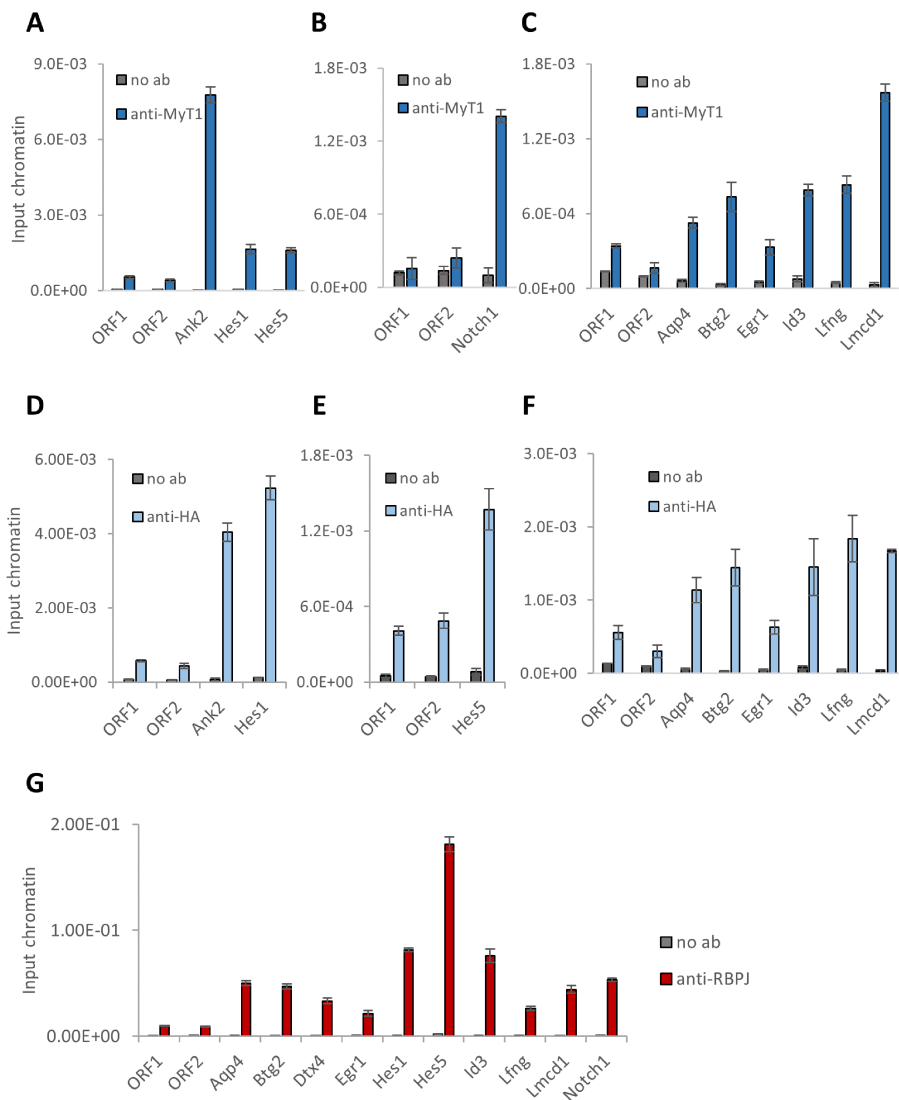 A
Input chromatin
9.0E-03
6.0E-03
3.0E-03
0.0E+00
no ab
anti-MyT1
ORF1 ORF2 Ank2 Hes1 Hes5
B
1.8E-03
1.2E-03
6.0E-04
0.0E+00
no ab
anti-MyT1
ORF1 ORF2 Notch1
C
1.8E-03
1.2E-03
6.0E-04
0.0E+00
no ab
anti-MyT1
ORF1 ORF2 Aqp4 Btg2 Egr1 Id3 Lfng Lmcd1
D
Input chromatin
6.00E-03
4.00E-03
2.00E-03
0.00E+00
no ab
anti-HA
ORF1 ORF2 Ank2 Hes1
E
1.8E-03
1.2E-03
6.0E-04
0.0E+00
no ab
anti-HA
ORF1 ORF2 Hes5
F
3.0E-03
2.0E-03
1.0E-03
0.0E+00
no ab
anti-HA
ORF1 ORF2 Aqp4 Btg2 Egr1 Id3 Lfng Lmcd1
G
Input chromatin
2.00E-01
1.00E-01
0.00E+00
no ab
anti-RBPJ
ORF1 ORF2 Aqp4 Btg2 Dtx4 Egr1 Hes1 Hes5 Id3 Lfng Lmcd1 Notch1